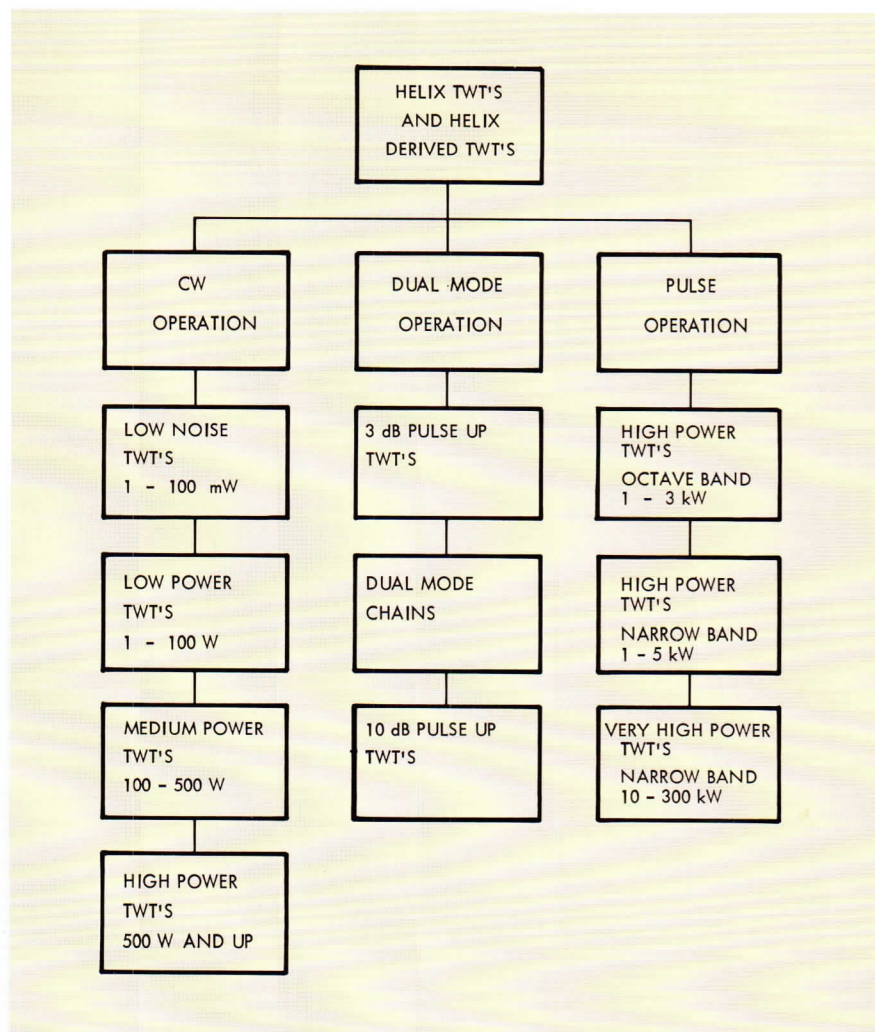 HELIX TWT'S
AND HELIX
DERIVED TWT'S
CW
OPERATION
DUAL MODE
OPERATION
PULSE
OPERATION
LOW NOISE
TWT'S
1 - 100 mW
3 dB PULSE UP
TWT'S
HIGH POWER
TWT'S
OCTAVE BAND
1 - 3 kW
LOW POWER
TWT'S
1 - 100 W
DUAL MODE
CHAINS
HIGH POWER
TWT'S
NARROW BAND
1 - 5 kW
MEDIUM POWER
TWT'S
100 - 500 W
10 dB PULSE UP
TWT'S
VERY HIGH POWER
TWT'S
NARROW BAND
10 - 300 kW
HIGH POWER
TWT'S
500 W AND UP